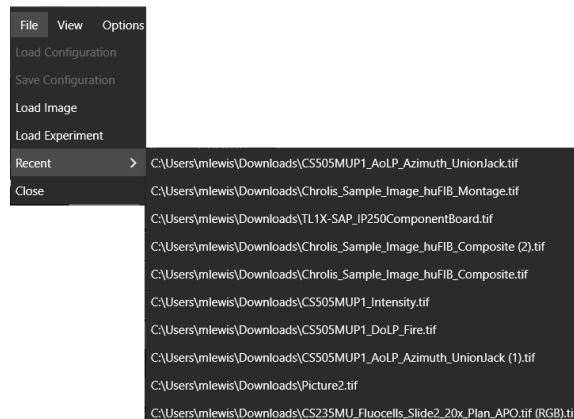 File View Options
Load Configuration
Save Configuration
Load Image
Load Experiment
Recent
C:\Users\mlewis\Downloads\CS505MUP1_AoLP_Azimuth_UnionJack.tif
Close
C:\Users\mlewis\Downloads\Chrolis_Sample_Image_huFIB_Montage.tif
C:\Users\mlewis\Downloads\TL1X-SAP_IP250ComponentBoard.tif
C:\Users\mlewis\Downloads\Chrolis_Sample_Image_huFIB_Composite (2).tif
C:\Users\mlewis\Downloads\Chrolis_Sample_Image_huFIB_Composite.tif
C:\Users\mlewis\Downloads\CS505MUP1_Intensity.tif
C:\Users\mlewis\Downloads\CS505MUP1_DoLP_Fire.tif
C:\Users\mlewis\Downloads\CS505MUP1_AoLP_Azimuth_UnionJack (1).tif
C:\Users\mlewis\Downloads\Picture2.tif
C:\Users\mlewis\Downloads\CS235MU_Fluocells_Slide2_20x_Plan_APO.tif (RGB).ti